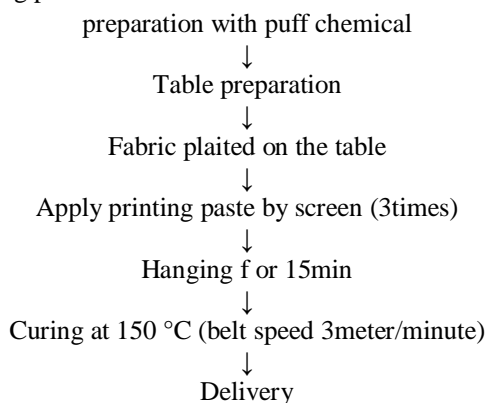 preparation with puff chemical
↓
Table preparation
↓
Fabric plaited on the table
↓
Apply printing paste by screen (3times)
↓
Hanging f or 15min
↓
Curing at 150 °C (belt speed 3meter/minute)
↓
Delivery